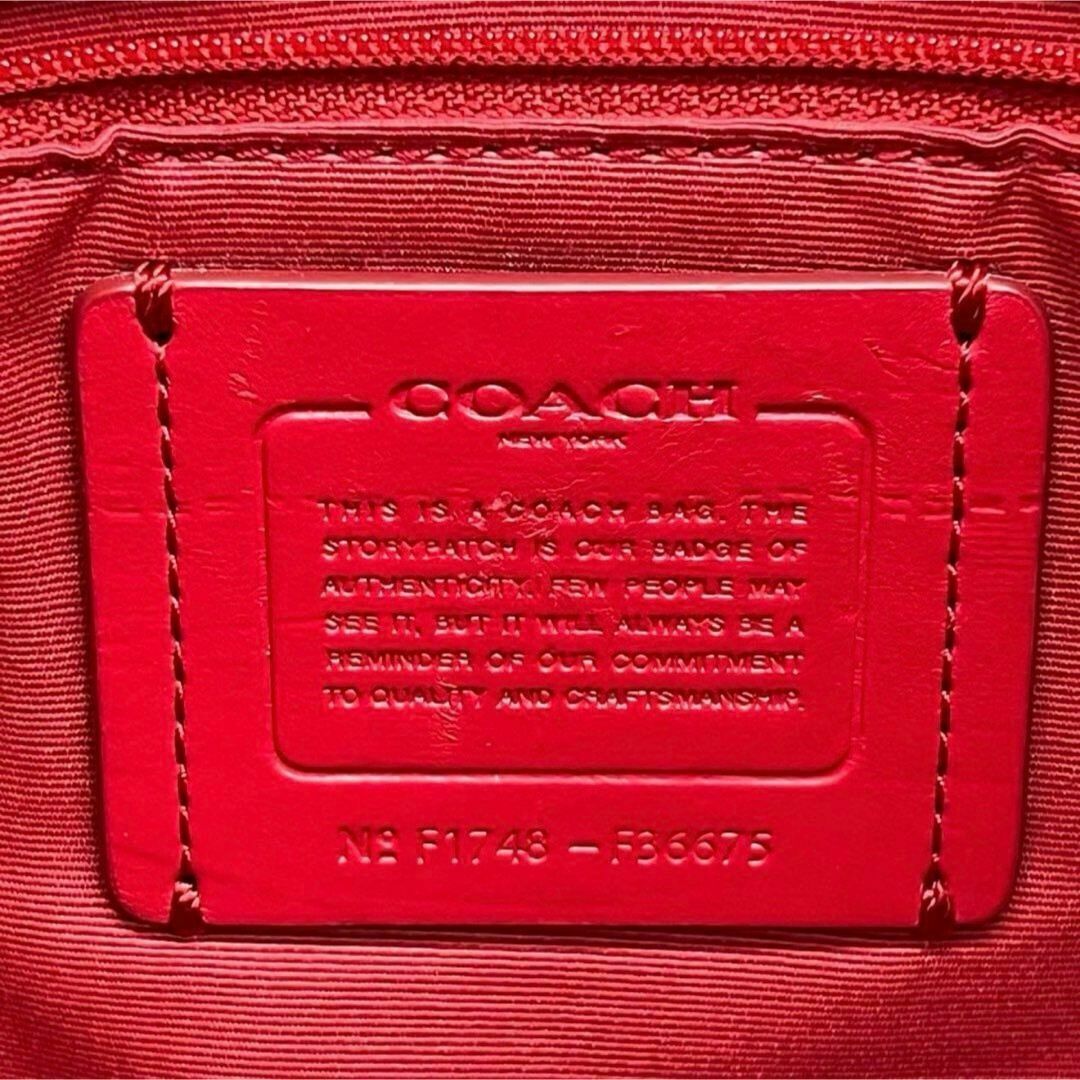 COACH
NEW YORK
THIS IS A COACH BAG. THE
STORYPATCH IS OUR BADGE OF
AUTHENTICITY. FEW PEOPLE MAY
SEE IT, BUT IT WILL ALWAYS BE A
REMINDER OF OUR COMMITMENT
TO QUALITY AND CRAFTSMANSHIP.
No F1748 – F36675